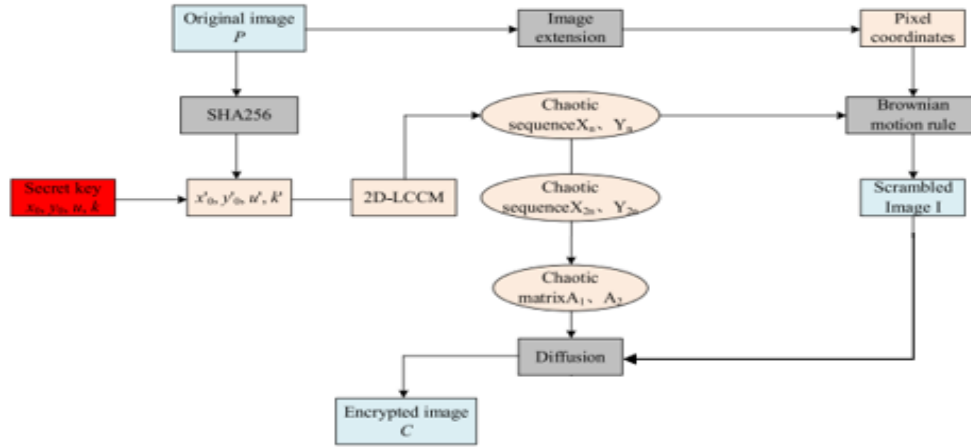 Original image
P
Image
extension
Pixel
coordinates
SHA256
Chaotic
sequenceXn、Yn
Brownian
motion rule
Secret key
x0, y0, u, k
x'0, y'0, u', k'
2D-LCCM
Chaotic
sequenceX2n、Y2n
Scrambled
Image I
Chaotic
matrixA1、A2
Diffusion
Encrypted image
C